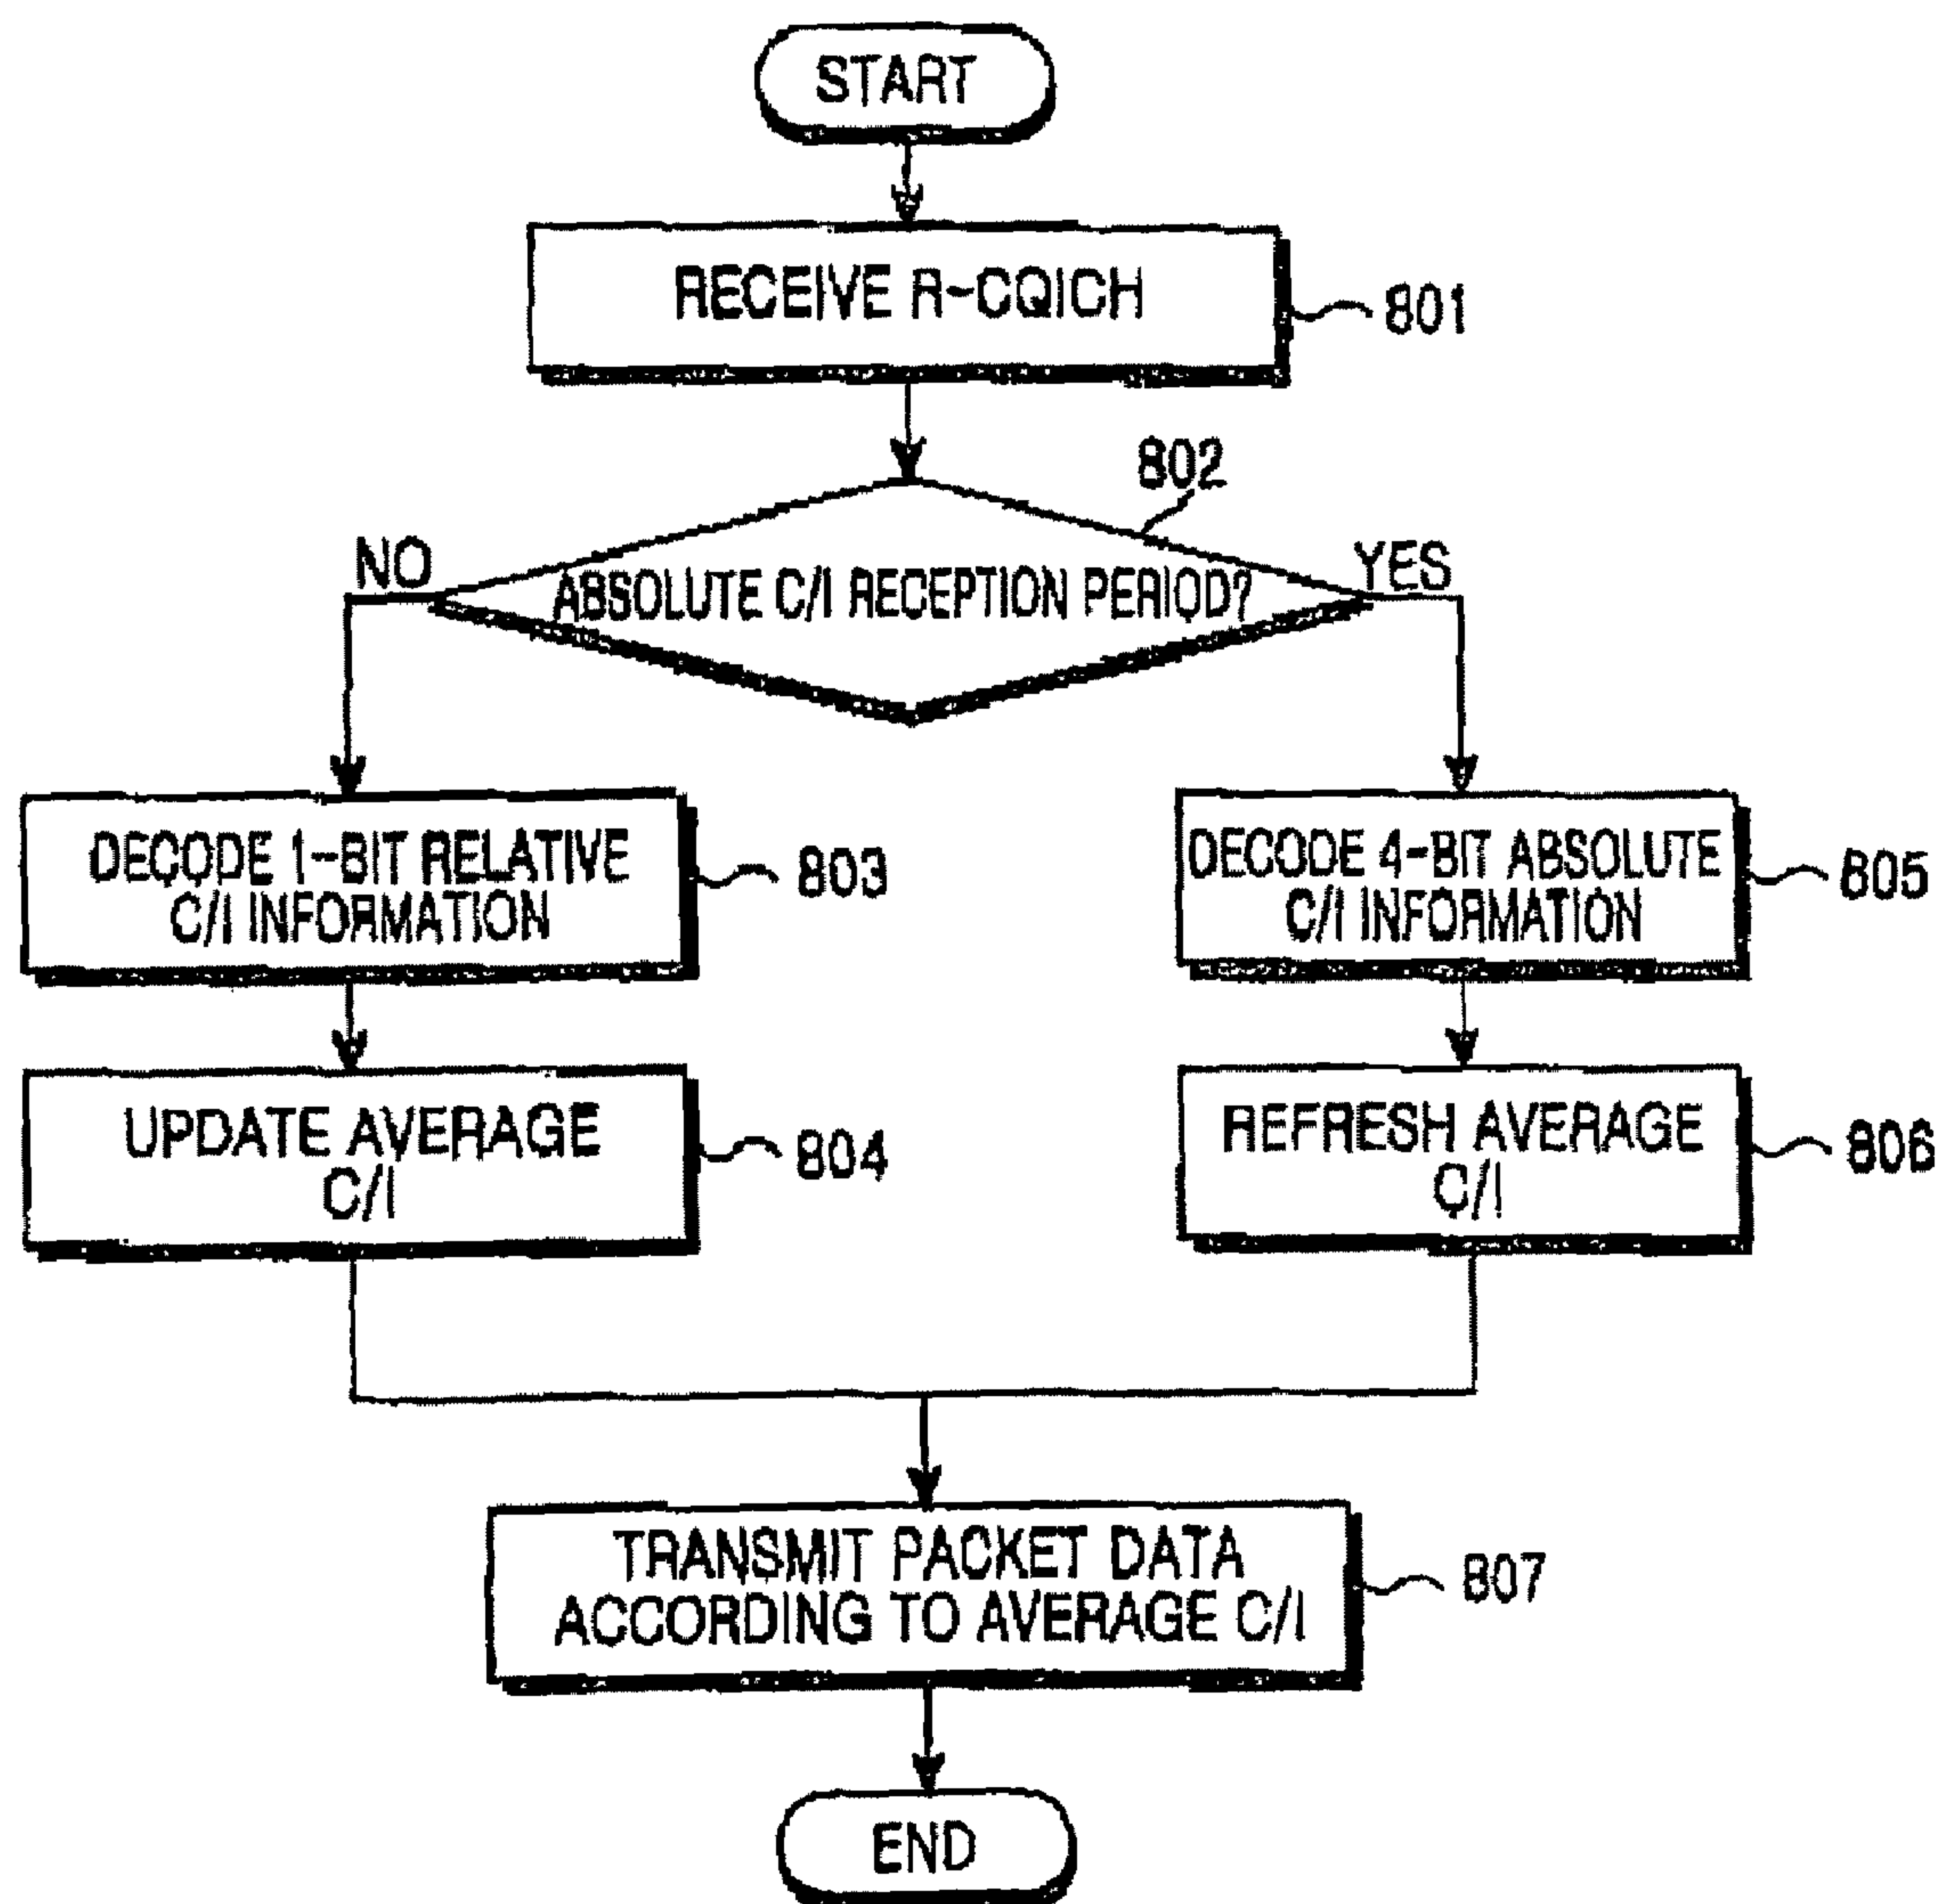 START
RECEIVE R-CQICH
801
802
NO
ABSOLUTE C/I RECEPTION PERIOD?
YES
DECODE 1-BIT RELATIVE
C/I INFORMATION
803
DECODE 4-BIT ABSOLUTE
C/I INFORMATION
805
UPDATE AVERAGE
C/I
804
REFRESH AVERAGE
C/I
806
TRANSMIT PACKET DATA
ACCORDING TO AVERAGE C/I
807
END